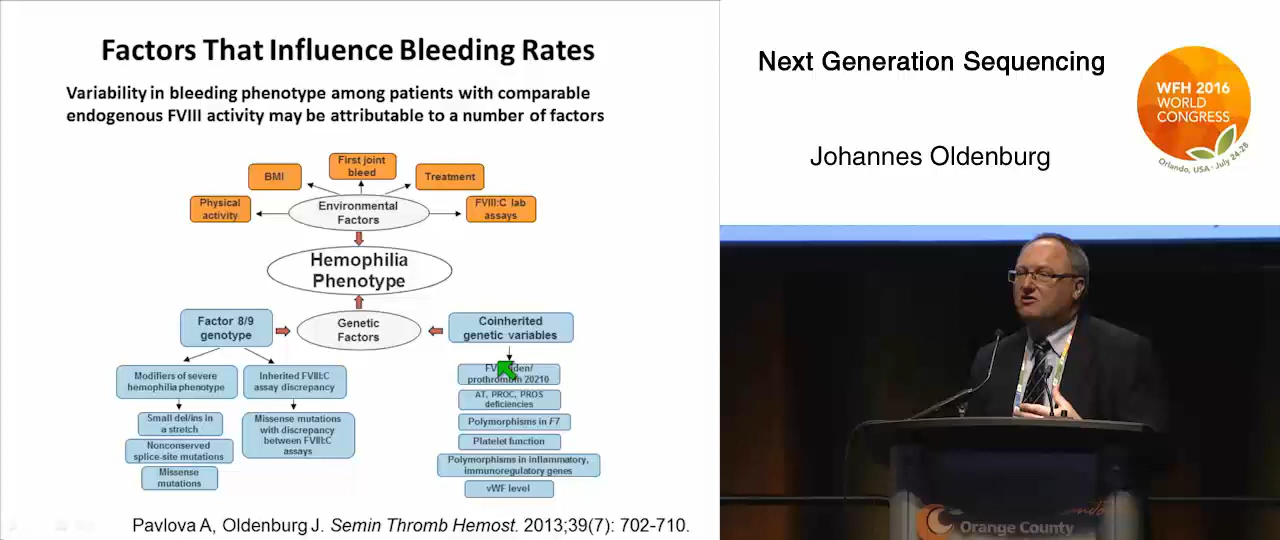 Factors That Influence Bleeding Rates
Variability in bleeding phenotype among patients with comparable
endogenous FVIII activity may be attributable to a number of factors
First joint
bleed
BMI
Treatment
Physical
activity
Environmental
Factors
FVIII:C lab
assays
Hemophilia
Phenotype
Factor 8/9
genotype
Genetic
Factors
Coinherited
genetic variables
Modifiers of severe
hemophilia phenotype
Inherited FVIII:C
assay discrepancy
Small del/ins in
a stretch
Nonconserved
splice-site mutations
Missense
mutations
Missense mutations
with discrepancy
between FVIII:C
assays
prothrombin 20210
AT, PROC, PROS
deficiencies
Polymorphisms in F7
Platelet function
Polymorphisms in inflammatory,
immunoregulatory genes
vWF level
Pavlova A, Oldenburg J. Semin Thromb Hemost. 2013;39(7): 702-710.
Next Generation Sequencing
Johannes Oldenburg
WFH 2016
WORLD
CONGRESS
Orlando, USA · July 24-28
Orange County